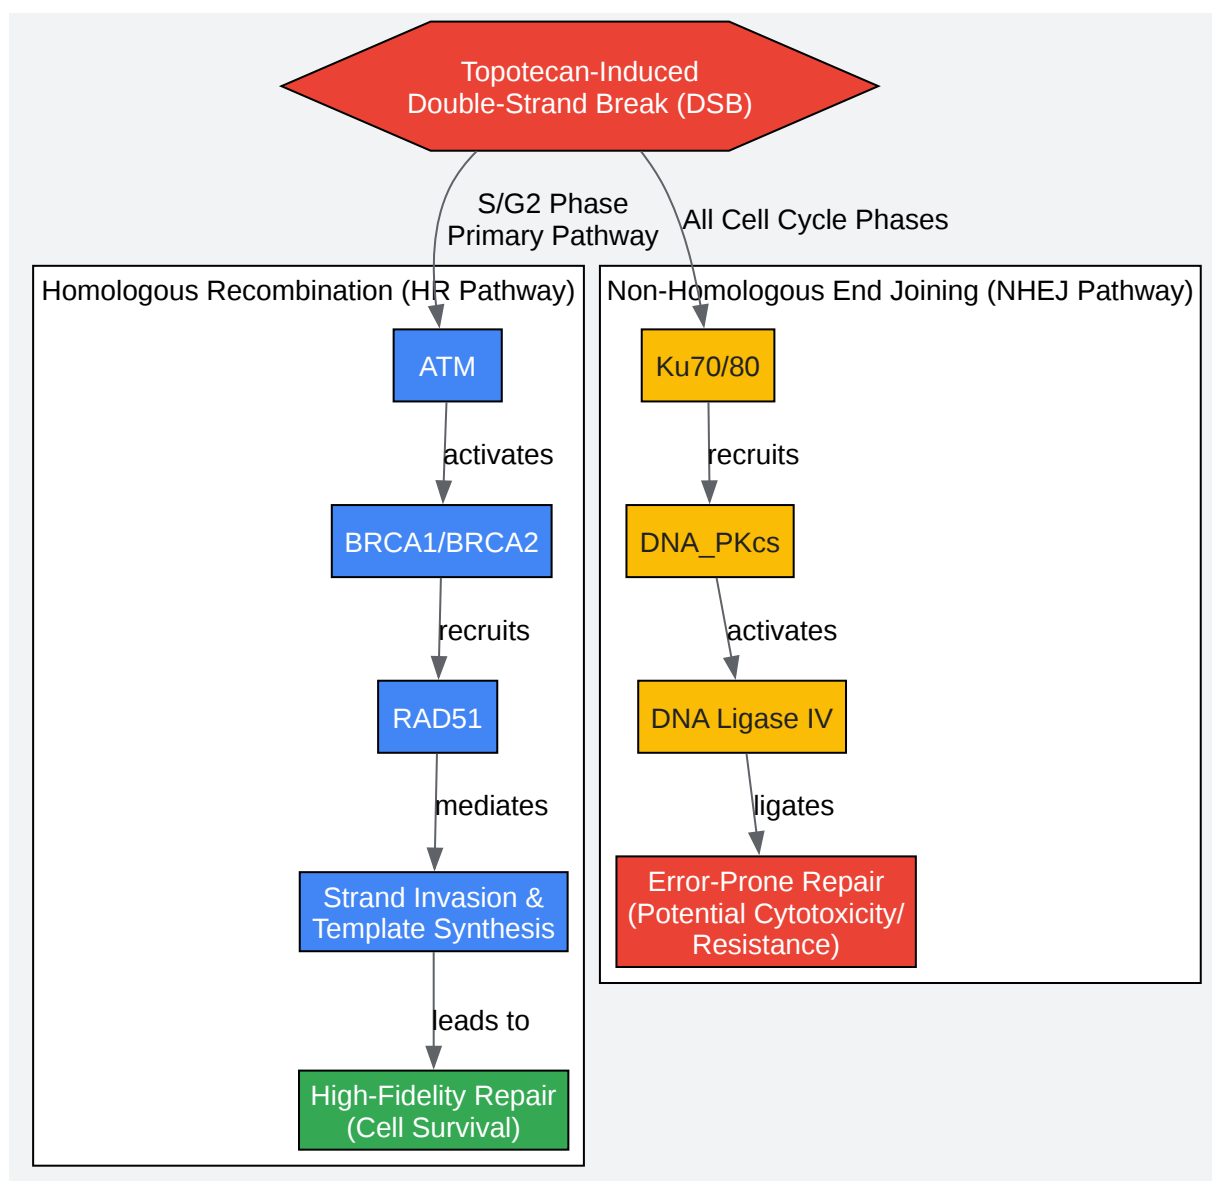 Topotecan-Induced
Double-Strand Break (DSB)
S/G2 Phase
Primary Pathway
All Cell Cycle Phases
Homologous Recombination (HR Pathway)
ATM
activates
BRCA1/BRCA2
recruits
RAD51
mediates
Strand Invasion &
Template Synthesis
leads to
High-Fidelity Repair
(Cell Survival)
Non-Homologous End Joining (NHEJ Pathway)
Ku70/80
recruits
DNA_PKcs
activates
DNA Ligase IV
ligates
Error-Prone Repair
(Potential Cytotoxicity/
Resistance)